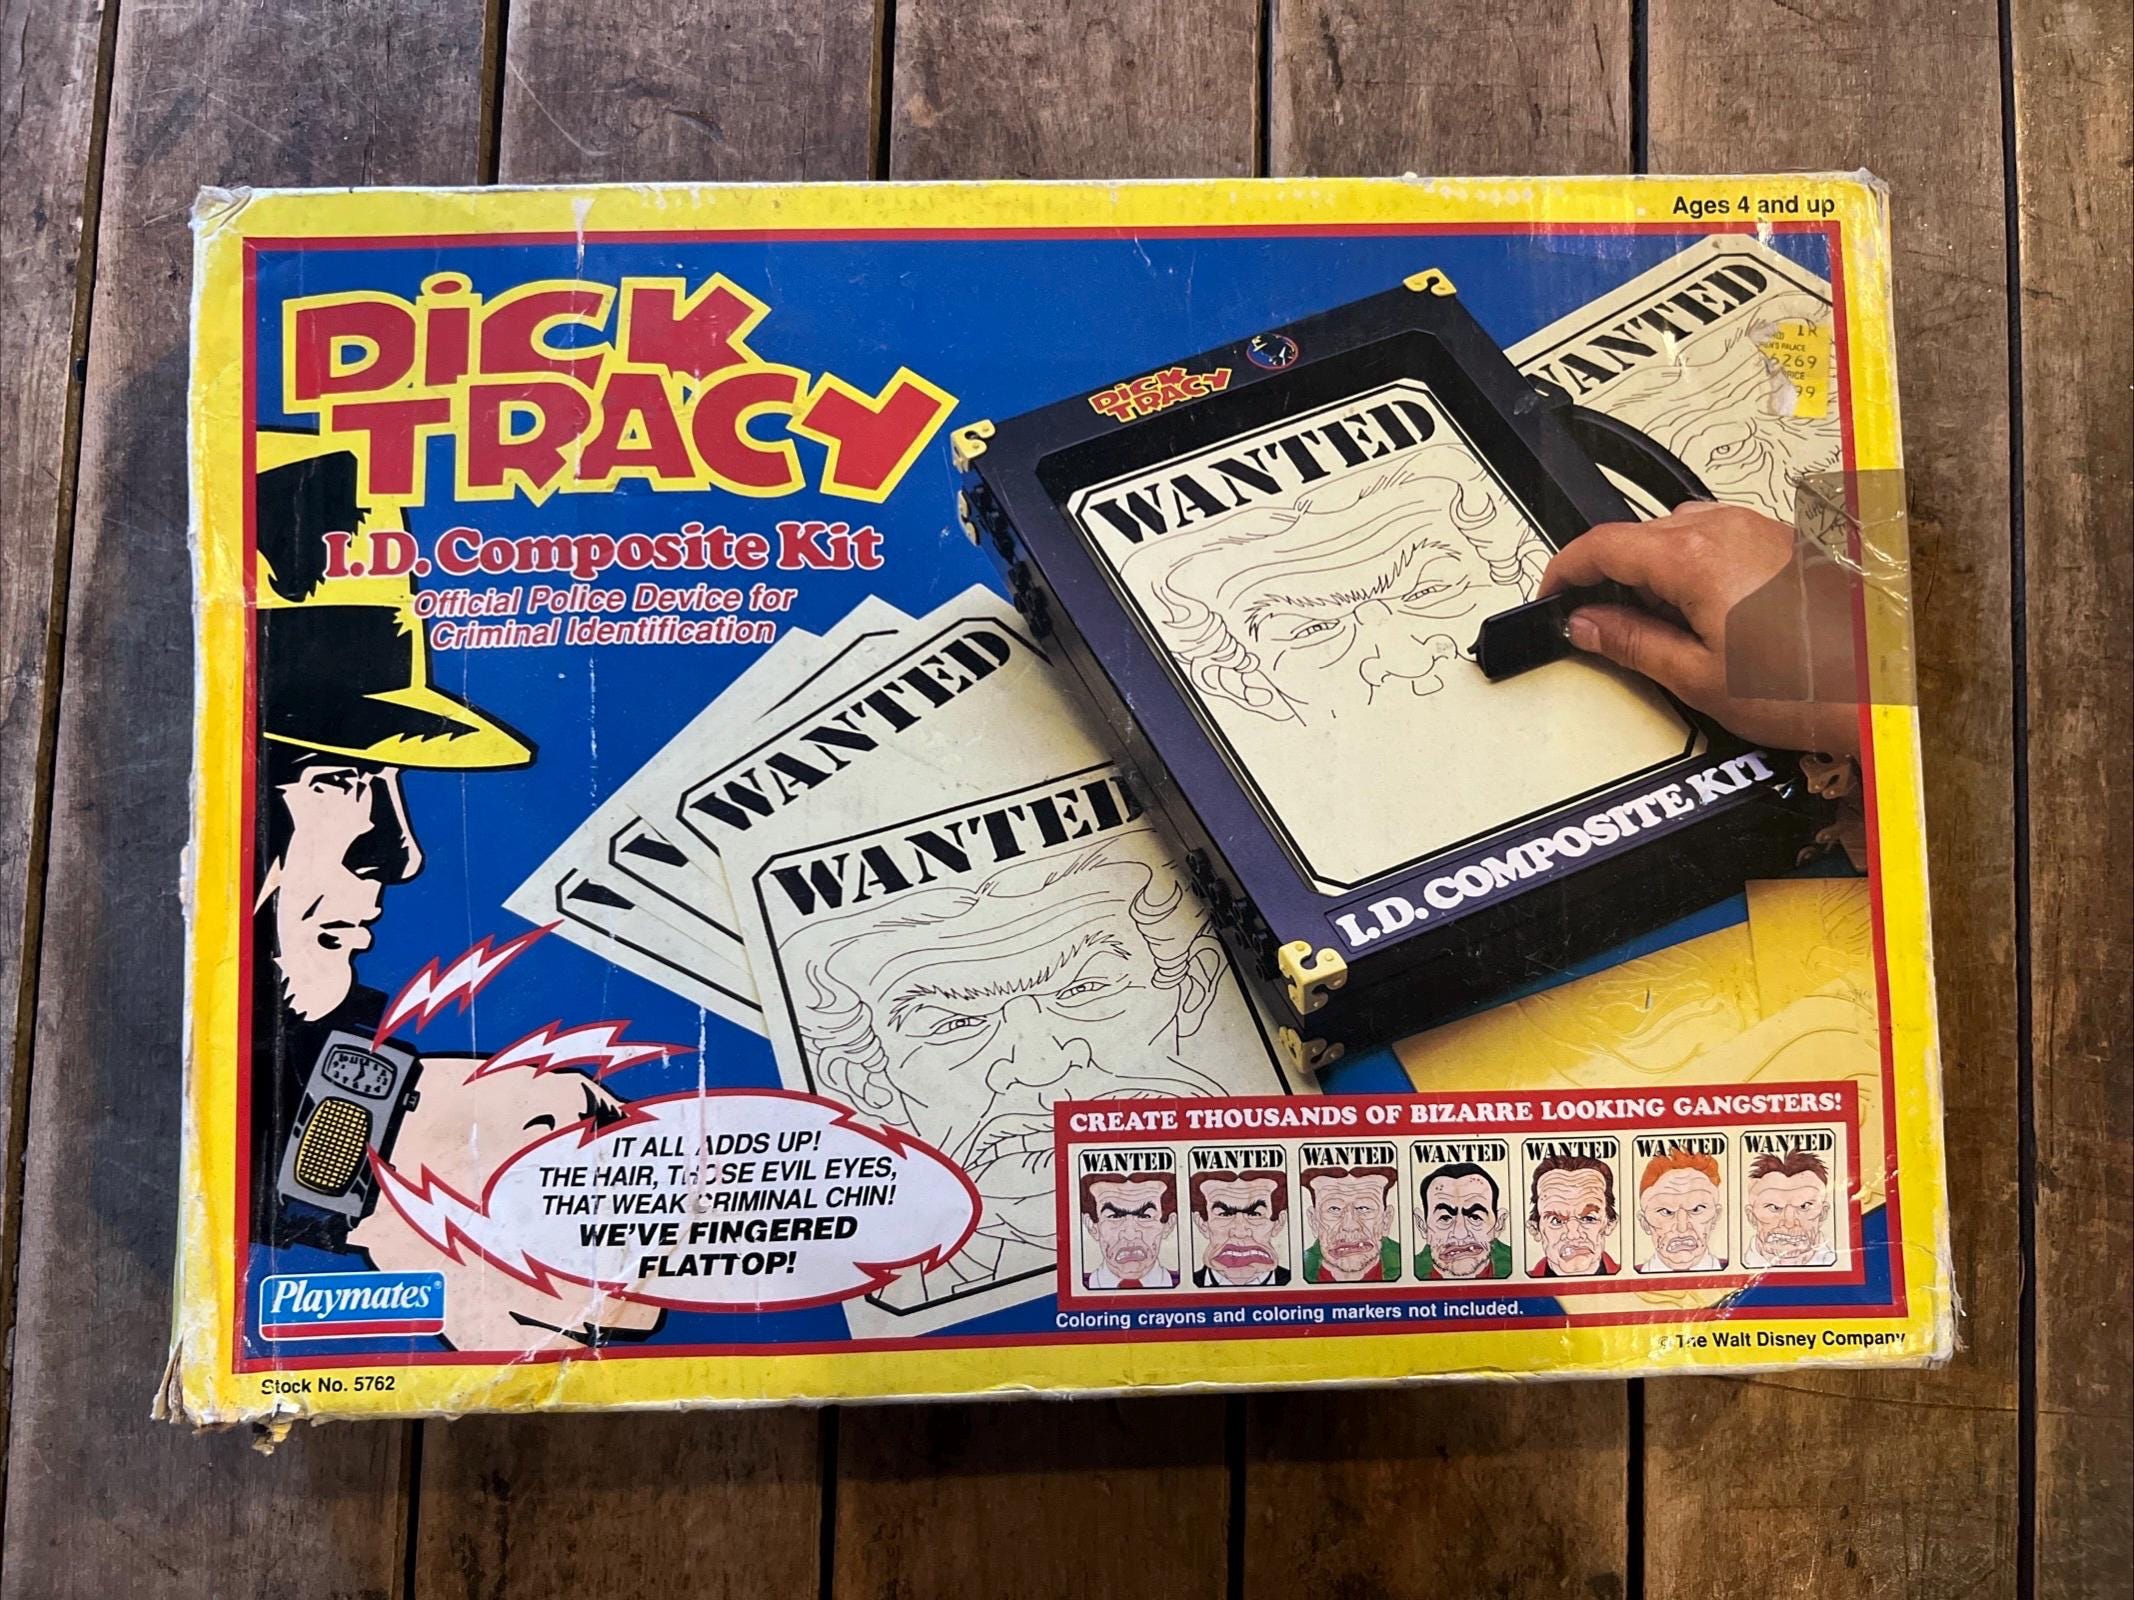 Ages 4 and up
DICK
TRACY
I.D. Composite Kit
Official Police Device for
Criminal Identification
DICK
TRACY
WANTED
I.D. COMPOSITE KIT
WANTED
6269
WANTED
WANTED
IT ALL ADDS UP!
THE HAIR, THOSE EVIL EYES,
THAT WEAK CRIMINAL CHIN!
WE'VE FINGERED
FLATTOP!
Playmates®
CREATE THOUSANDS OF BIZARRE LOOKING GANGSTERS!
WANTED WANTED WANTED WANTED WANTED WANTED WANTED
Coloring crayons and coloring markers not included.
© The Walt Disney Company
Stock No. 5762